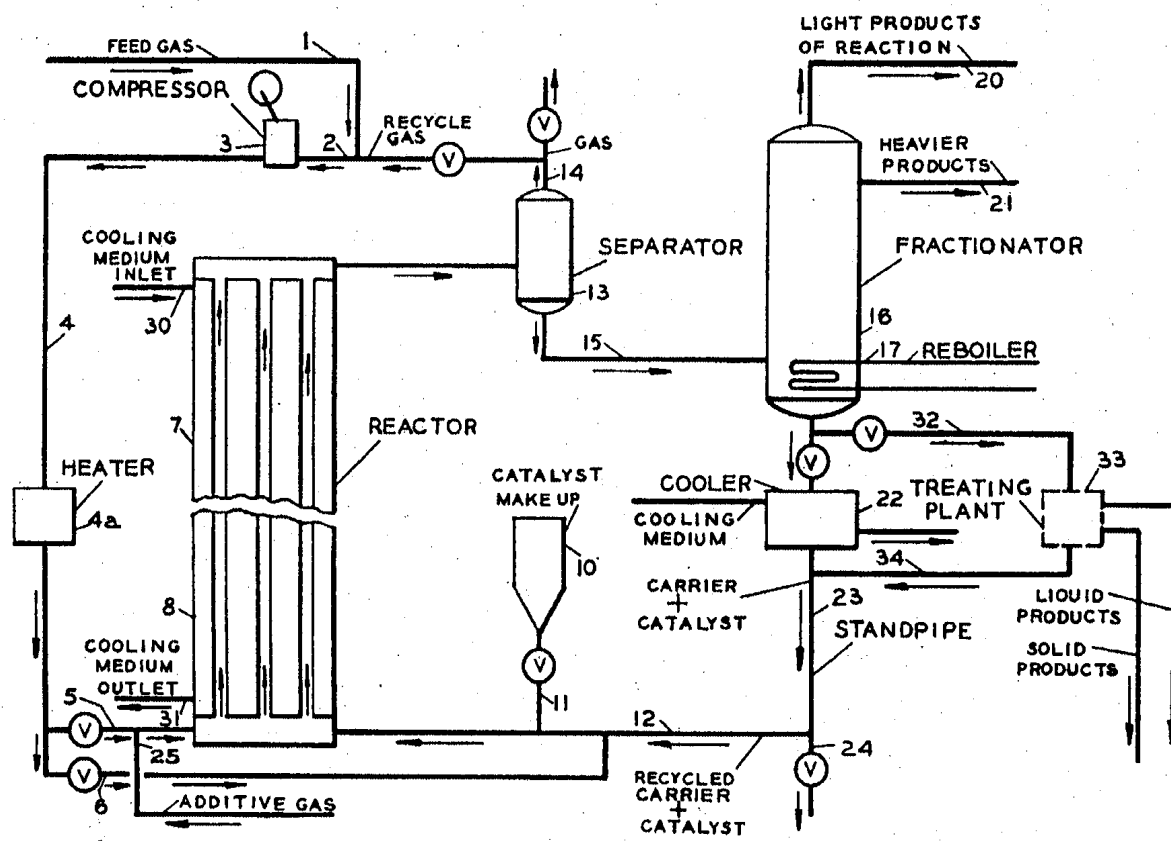 LIGHT PRODUCTS
OF REACTION
20
FEED GAS
1
COMPRESSOR
3
2
RECYCLE
GAS
V
V
GAS
14
HEAVIER
PRODUCTS
21
COOLING
MEDIUM
INLET
30
SEPARATOR
13
FRACTIONATOR
16
4
15
17
REBOILER
7
REACTOR
32
V
V
33
HEATER
4a
CATALYST
MAKE UP
10
COOLER
COOLING
MEDIUM
22
TREATING
PLANT
34
CARRIER
+
CATALYST
23
STANDPIPE
LIQUID
PRODUCTS
SOLID
PRODUCTS
8
COOLING
MEDIUM
OUTLET
31
V
11
5
V
25
12
24
V
V
6
ADDITIVE GAS
RECYCLED
CARRIER
+
CATALYST